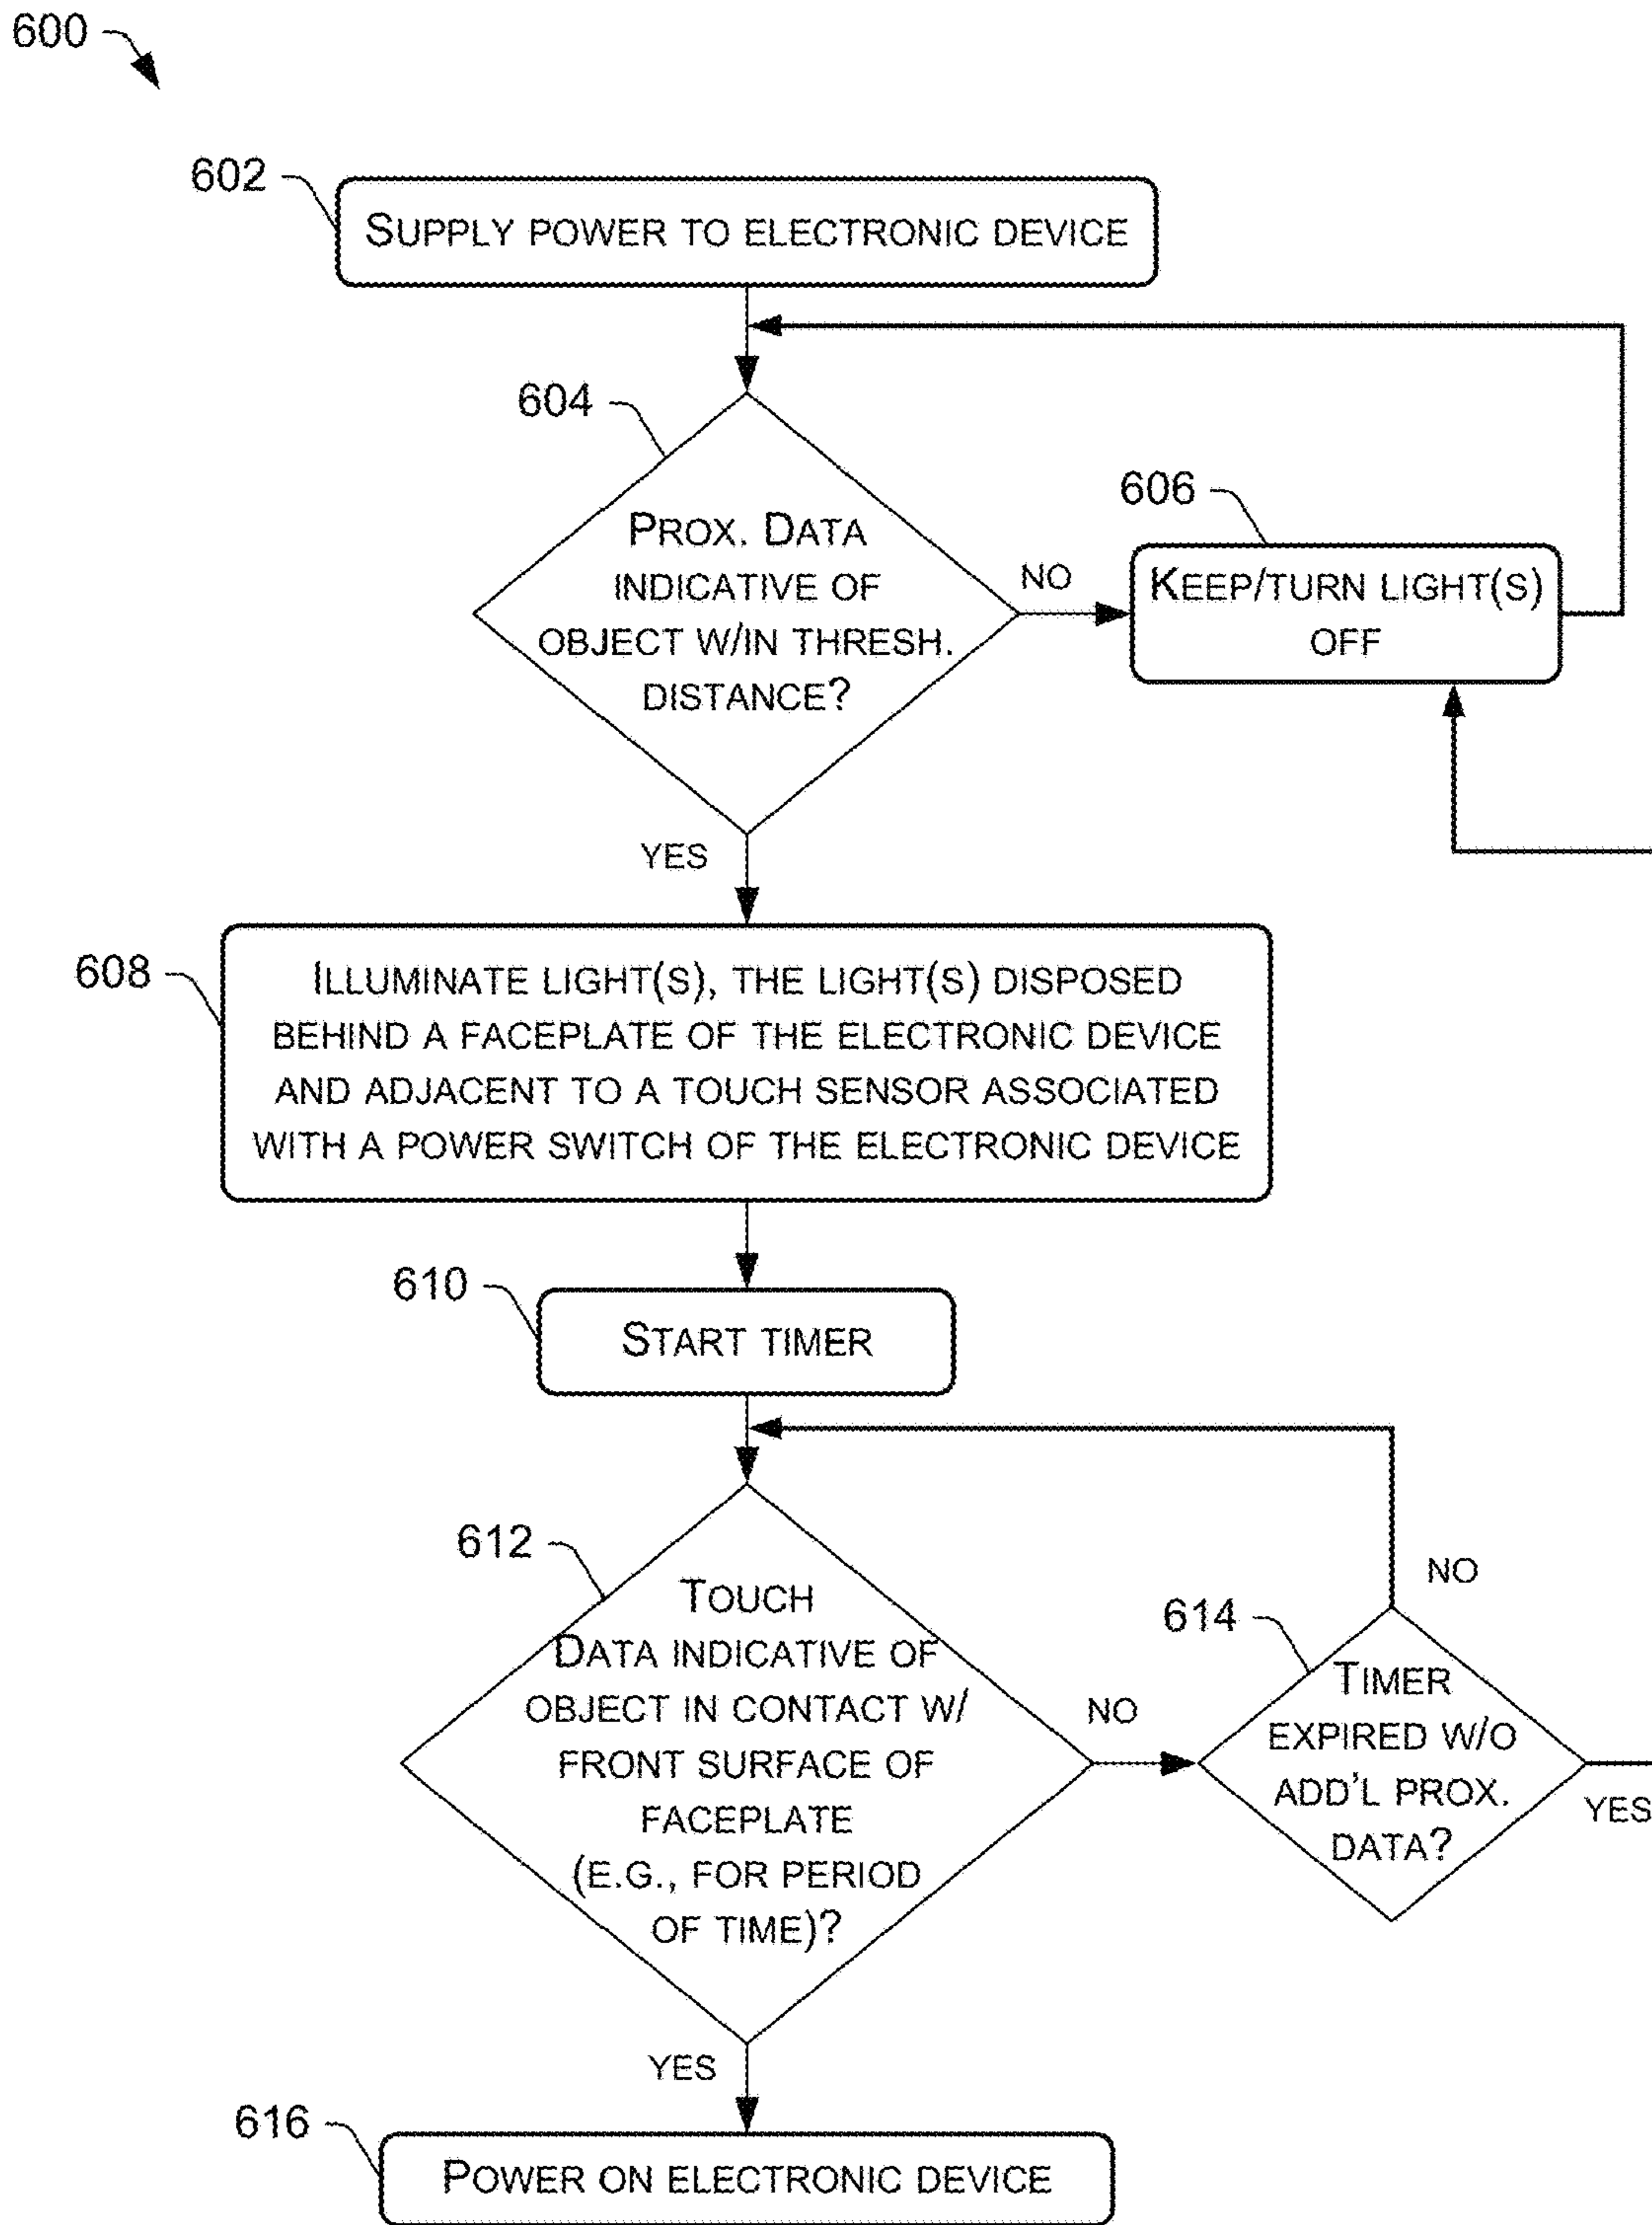 600
602
SUPPLY POWER TO ELECTRONIC DEVICE
604
PROX. DATA
INDICATIVE OF
OBJECT W/IN THRESH.
DISTANCE?
NO
606
KEEP/TURN LIGHT(S)
OFF
YES
608
ILLUMINATE LIGHT(S), THE LIGHT(S) DISPOSED
BEHIND A FACEPLATE OF THE ELECTRONIC DEVICE
AND ADJACENT TO A TOUCH SENSOR ASSOCIATED
WITH A POWER SWITCH OF THE ELECTRONIC DEVICE
610
START TIMER
612
TOUCH
DATA INDICATIVE OF
OBJECT IN CONTACT W/
FRONT SURFACE OF
FACEPLATE
(E.G., FOR PERIOD
OF TIME)?
NO
614
TIMER
EXPIRED W/O
ADD'L PROX.
DATA?
NO
YES
YES
616
POWER ON ELECTRONIC DEVICE